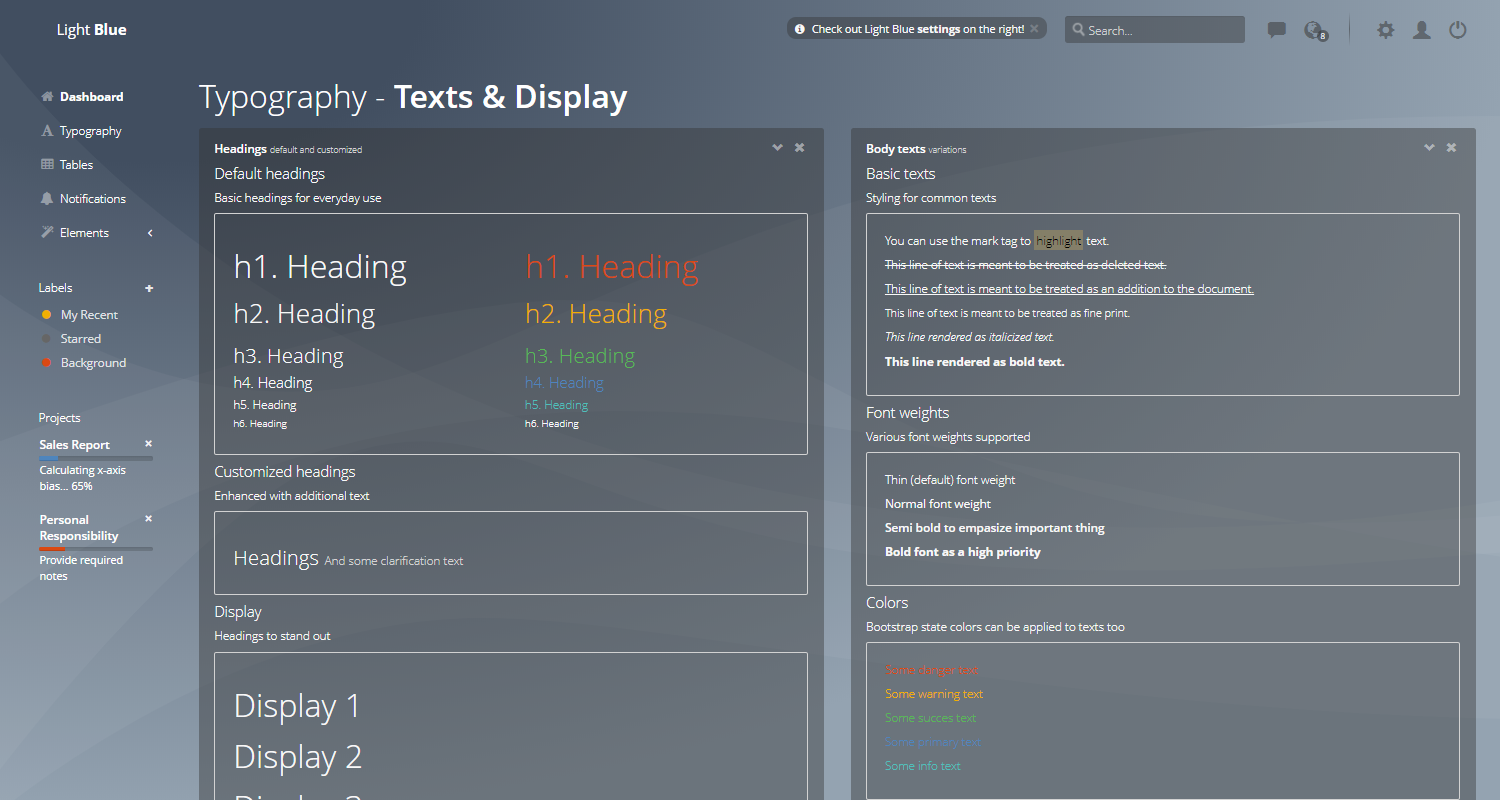 Light Blue
Check out Light Blue settings on the right!
Search...
8
Dashboard
Typography
Tables
Notifications
Elements
Labels
My Recent
Starred
Background
Projects
Sales Report
Calculating x-axis
bias... 65%
Personal
Responsibility
Provide required
notes
Typography - Texts & Display
Headings default and customized
Default headings
Basic headings for everyday use
h1. Heading
h2. Heading
h3. Heading
h4. Heading
h5. Heading
h6. Heading
h1. Heading
h2. Heading
h3. Heading
h4. Heading
h5. Heading
h6. Heading
Customized headings
Enhanced with additional text
Headings And some clarification text
Display
Headings to stand out
Display 1
Display 2
Display 3
Body texts variations
Basic texts
Styling for common texts
You can use the mark tag to highlight text.
This line of text is meant to be treated as deleted text.
This line of text is meant to be treated as an addition to the document.
This line of text is meant to be treated as fine print.
This line rendered as italicized text.
This line rendered as bold text.
Font weights
Various font weights supported
Thin (default) font weight
Normal font weight
Semi bold to empasize important thing
Bold font as a high priority
Colors
Bootstrap state colors can be applied to texts too
Some danger text
Some warning text
Some succes text
Some primary text
Some info text